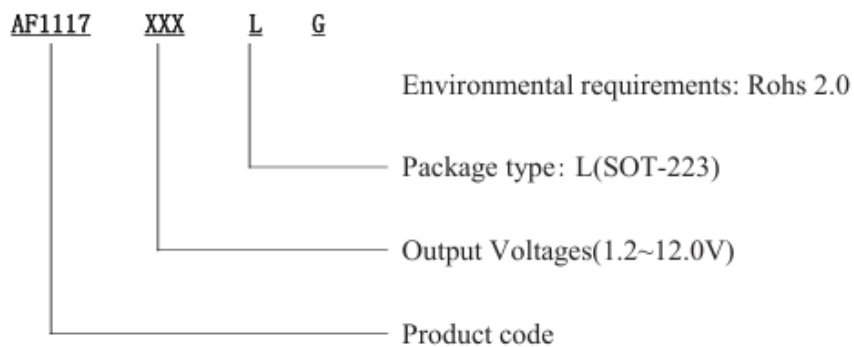 AF1117 XXX L G
Environmental requirements: Rohs 2.0
Package type: L(SOT-223)
Output Voltages(1.2~12.0V)
Product code